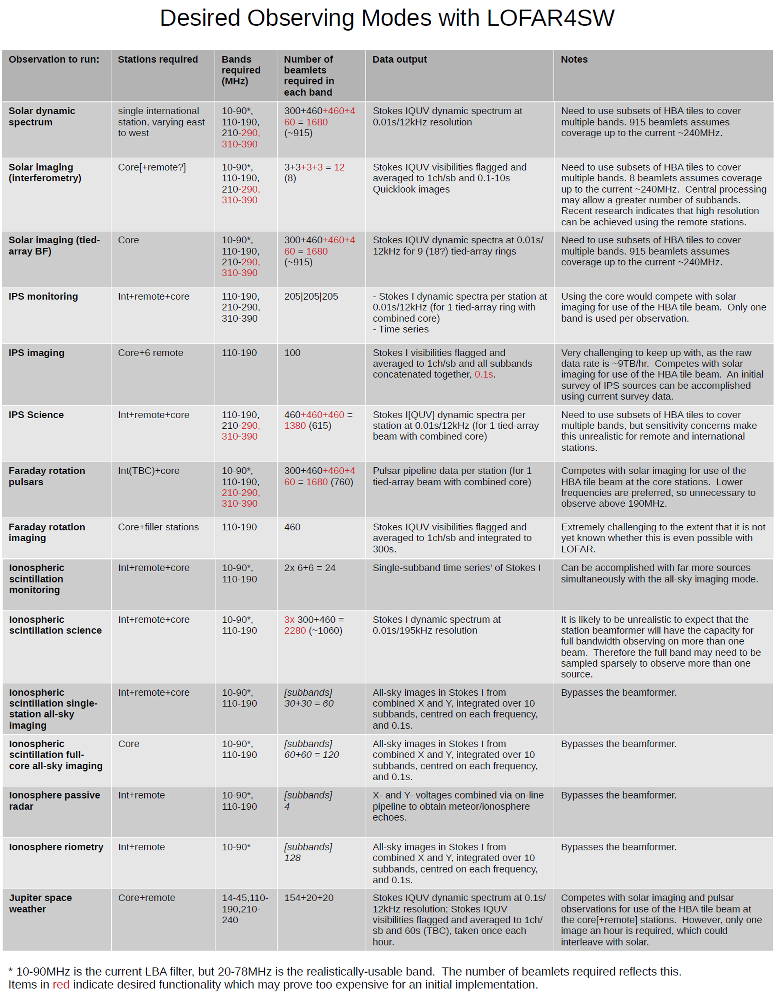 Desired Observing Modes with LOFAR4SW
Observation to run:
Stations required
Bands
required
(MHz)
Number of
beamlets
required in
each band
Data output
Notes
Solar dynamic
spectrum
single international
station, varying east
to west
10-90*,
110-190,
210-290,
310-390
300+460+460+4
60 = 1680
(~915)
Stokes IQUV dynamic spectrum at
0.01s/12kHz resolution
Need to use subsets of HBA tiles to cover
multiple bands. 915 beamlets assumes
coverage up to the current ~240MHz.
Solar imaging
(interferometry)
Core[+remote?]
10-90*,
110-190,
210-290,
310-390
3+3+3+3 = 12
(8)
Stokes IQUV visibilities flagged and
averaged to 1ch/sb and 0.1-10s
Quicklook images
Need to use subsets of HBA tiles to cover
multiple bands. 8 beamlets assumes coverage
up to the current ~240MHz.  Central processing
may allow a greater number of subbands.
Recent research indicates that high resolution
can be achieved using the remote stations.
Solar imaging (tied-
array BF)
Core
10-90*,
110-190,
210-290,
310-390
300+460+460+4
60 = 1680
(~915)
Stokes IQUV dynamic spectra at 0.01s/
12kHz for 9 (18?) tied-array rings
Need to use subsets of HBA tiles to cover
multiple bands. 915 beamlets assumes
coverage up to the current ~240MHz.
IPS monitoring
Int+remote+core
110-190,
210-290,
310-390
205|205|205
- Stokes I dynamic spectra per station at
0.01s/12kHz (for 1 tied-array ring with
combined core)
- Time series
Using the core would compete with solar
imaging for use of the HBA tile beam.  Only one
band is used per observation.
IPS imaging
Core+6 remote
110-190
100
Stokes I visibilities flagged and
averaged to 1ch/sb and all subbands
concatenated together, 0.1s.
Very challenging to keep up with, as the raw
data rate is ~9TB/hr.  Competes with solar
imaging for use of the HBA tile beam.  An initial
survey of IPS sources can be accomplished
using current survey data.
IPS Science
Int+remote+core
110-190,
210-290,
310-390
460+460+460 =
1380 (615)
Stokes I[QUV] dynamic spectra per
station at 0.01s/12kHz (for 1 tied-array
beam with combined core)
Need to use subsets of HBA tiles to cover
multiple bands, but sensitivity concerns make
this unrealistic for remote and international
stations.
Faraday rotation
pulsars
Int(TBC)+core
10-90*,
110-190,
210-290,
310-390
300+460+460+4
60 = 1680 (760)
Pulsar pipeline data per station (for 1
tied-array beam with combined core)
Competes with solar imaging for use of the
HBA tile beam at the core stations.  Lower
frequencies are preferred, so unnecessary to
observe above 190MHz.
Faraday rotation
imaging
Core+filler stations
110-190
460
Stokes IQUV visibilities flagged and
averaged to 1ch/sb and integrated to
300s.
Extremely challenging to the extent that it is not
yet known whether this is even possible with
LOFAR.
Ionospheric
scintillation
monitoring
Int+remote+core
10-90*,
110-190
2x 6+6 = 24
Single-subband time series’ of Stokes I
Can be accomplished with far more sources
simultaneously with the all-sky imaging mode.
Ionospheric
scintillation science
Int+remote+core
10-90*,
110-190
3x 300+460 =
2280 (~1060)
Stokes I dynamic spectrum at
0.01s/195kHz resolution
It is likely to be unrealistic to expect that the
station beamformer will have the capacity for
full bandwidth observing on more than one
beam.  Therefore the full band may need to be
sampled sparsely to observe more than one
source.
Ionospheric
scintillation single-
station all-sky
imaging
Int+remote+core
10-90*,
110-190
[subbands]
30+30 = 60
All-sky images in Stokes I from
combined X and Y, integrated over 10
subbands, centred on each frequency,
and 0.1s.
Bypasses the beamformer.
Ionospheric
scintillation full-
core all-sky imaging
Core
10-90*,
110-190
[subbands]
60+60 = 120
All-sky images in Stokes I from
combined X and Y, integrated over 10
subbands, centred on each frequency,
and 0.1s.
Bypasses the beamformer.
Ionosphere passive
radar
Int+remote
10-90*,
110-190
[subbands]
4
X- and Y- voltages combined via on-line
pipeline to obtain meteor/ionosphere
echoes.
Bypasses the beamformer.
Ionosphere riometry
Int+remote
10-90*
[subbands]
128
All-sky images in Stokes I from
combined X and Y, integrated over 10
subbands, centred on each frequency,
and 0.1s.
Bypasses the beamformer.
Jupiter space
weather
Core+remote
14-45,110-
190,210-
240
154+20+20
Stokes IQUV dynamic spectrum at 0.1s/
12kHz resolution; Stokes IQUV
visibilities flagged and averaged to 1ch/
sb and 60s (TBC), taken once each
hour.
Competes with solar imaging and pulsar
observations for use of the HBA tile beam at
the core[+remote] stations.  However, only one
image an hour is required, which could
interleave with solar.
* 10-90MHz is the current LBA filter, but 20-78MHz is the realistically-usable band.  The number of beamlets required reflects this.
Items in red indicate desired functionality which may prove too expensive for an initial implementation.